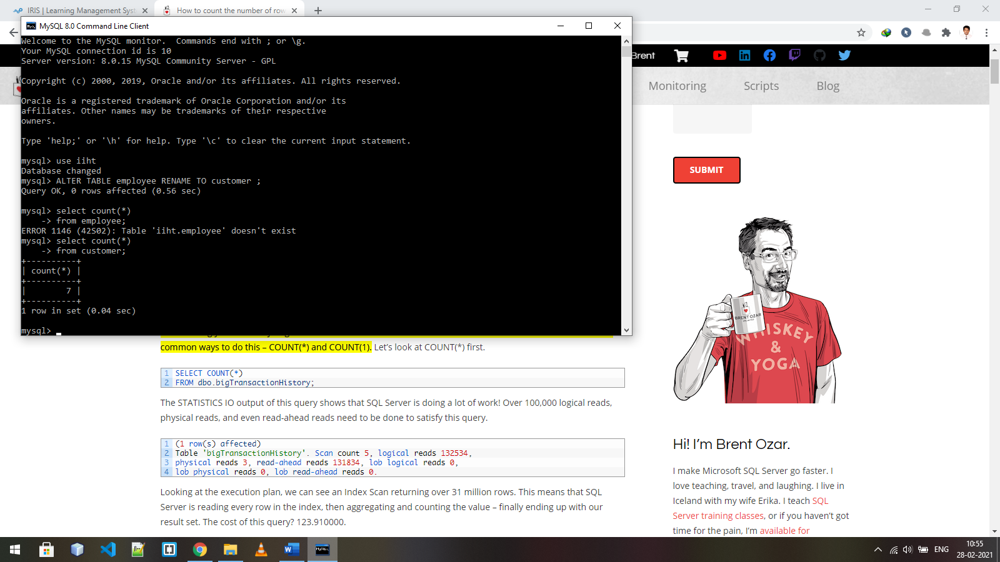 IRIS | Learning Management Syst
How to count the number of row
MySQL 8.0 Command Line Client
Welcome to the MySQL monitor.  Commands end with ; or \g.
Your MySQL connection id is 10
Server version: 8.0.15 MySQL Community Server - GPL
Copyright (c) 2000, 2019, Oracle and/or its affiliates. All rights reserved.
Oracle is a registered trademark of Oracle Corporation and/or its
affiliates. Other names may be trademarks of their respective
owners.
Type 'help;' or '\h' for help. Type '\c' to clear the current input statement.
mysql> use iiht
Database changed
mysql> ALTER TABLE employee RENAME TO customer ;
Query OK, 0 rows affected (0.56 sec)
mysql> select count(*)
    -> from employee;
ERROR 1146 (42S02): Table 'iiht.employee' doesn't exist
mysql> select count(*)
    -> from customer;
+----------+
| count(*) |
+----------+
|        7 |
+----------+
1 row in set (0.04 sec)
mysql>
Brent
Monitoring Scripts Blog
SUBMIT
BRENT OZAR
UNLIMITED
WHISKEY
&
YOGA
common ways to do this – COUNT(*) and COUNT(1). Let's look at COUNT(*) first.
1 SELECT COUNT(*)
2 FROM dbo.bigTransactionHistory;
The STATISTICS IO output of this query shows that SQL Server is doing a lot of work! Over 100,000 logical reads,
physical reads, and even read-ahead reads need to be done to satisfy this query.
1 (1 row(s) affected)
2 Table 'bigTransactionHistory'. Scan count 5, logical reads 132534,
3 physical reads 3, read-ahead reads 131834, lob logical reads 0,
4 lob physical reads 0, lob read-ahead reads 0.
Looking at the execution plan, we can see an Index Scan returning over 31 million rows. This means that SQL
Server is reading every row in the index, then aggregating and counting the value – finally ending up with our
result set. The cost of this query? 123.910000.
Hi! I'm Brent Ozar.
I make Microsoft SQL Server go faster. I
love teaching, travel, and laughing. I live in
Iceland with my wife Erika. I teach SQL
Server training classes, or if you haven't got
time for the pain, I'm available for
ENG
10:55
28-02-2021